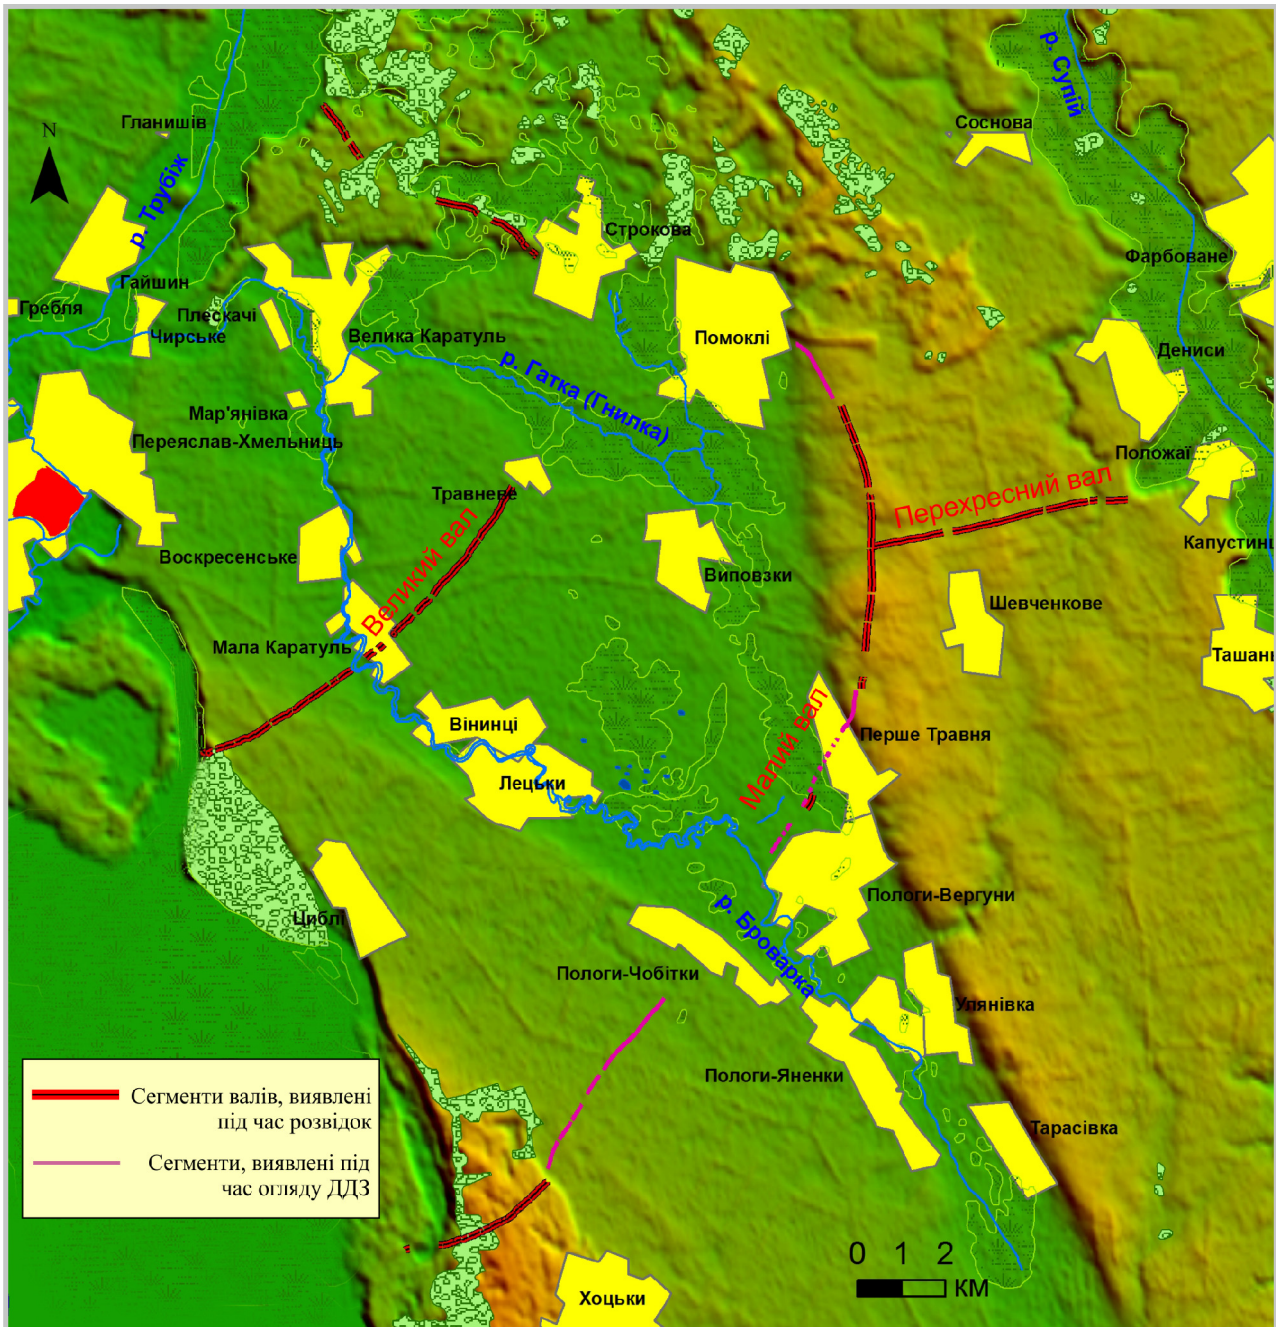 р. Супій
Гланишів
Соснова
N
р. Трубіж
Строкова
Фарбоване
Гайшин
Гребля
Плескачі
Чирське
Велика Каратуль
Помоклі
Дениси
р. Гатка (Гнилка)
Мар'янівка
Переяслав-Хмельниць
Положаї
Травневе
Перехресний вал
Великий вал
Воскресенське
Капустинц
Виповзки
Шевченкове
Мала Каратуль
Ташань
Вінинці
Малий вал
Перше Травня
Лецьки
Пологи-Вергуни
Циблі
р. Броварка
Пологи-Чобітки
Улянівка
Пологи-Яненки
Сегменти валів, виявлені
під час розвідок
Тарасівка
Сегменти, виявлені під
час огляду ДДЗ
0 1 2
КМ
Хоцьки